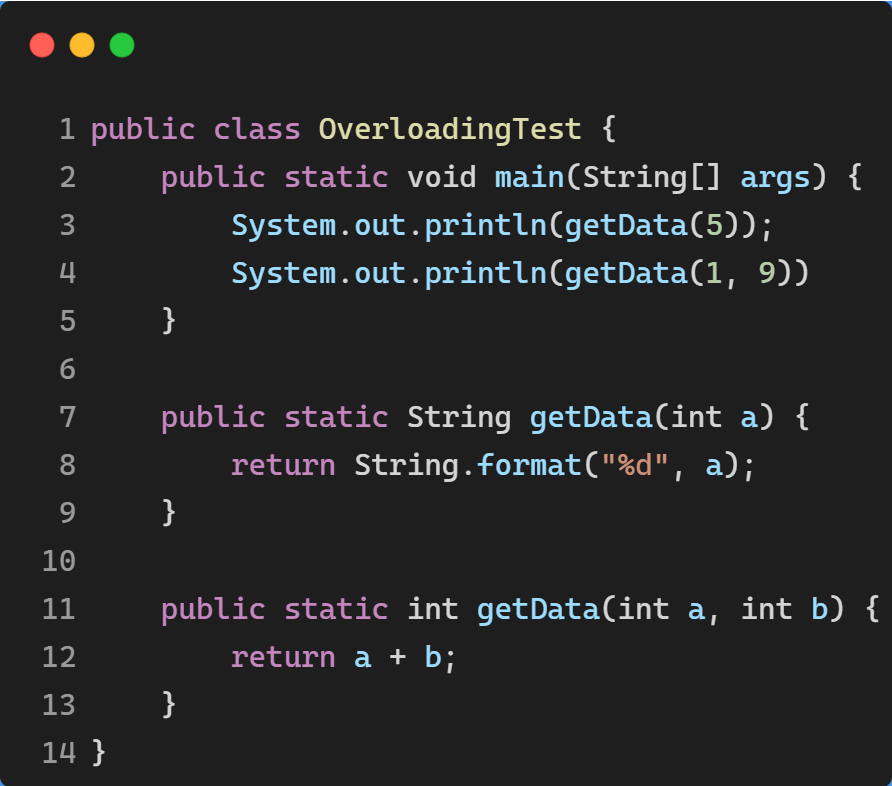 1 public class OverloadingTest {
2     public static void main(String[] args) {
3         System.out.println(getData(5));
4         System.out.println(getData(1, 9))
5     }
6
7     public static String getData(int a) {
8         return String.format("%d", a);
9     }
10
11     public static int getData(int a, int b) {
12         return a + b;
13     }
14 }